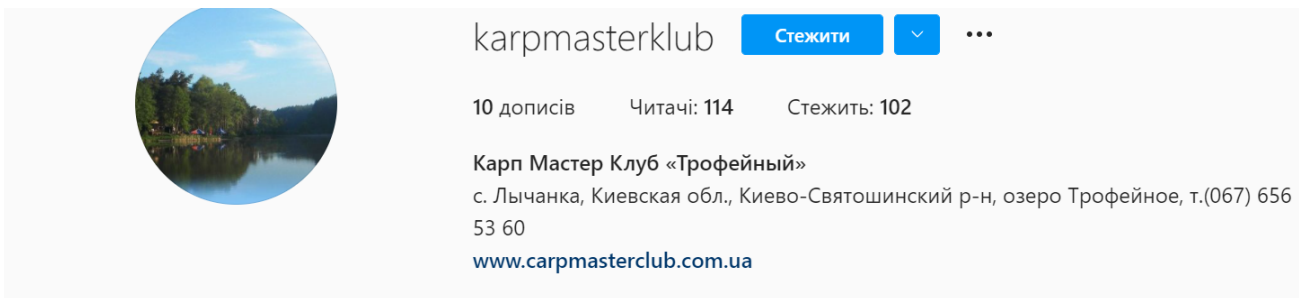 karpmasterklub Стежити
10 дописів Читачі: 114 Стежить: 102
Карп Мастер Клуб «Трофейный»
с. Лычанка, Киевская обл., Киево-Святошинский р-н, озеро Трофейное, т.(067) 656
53 60
www.carpmasterclub.com.ua